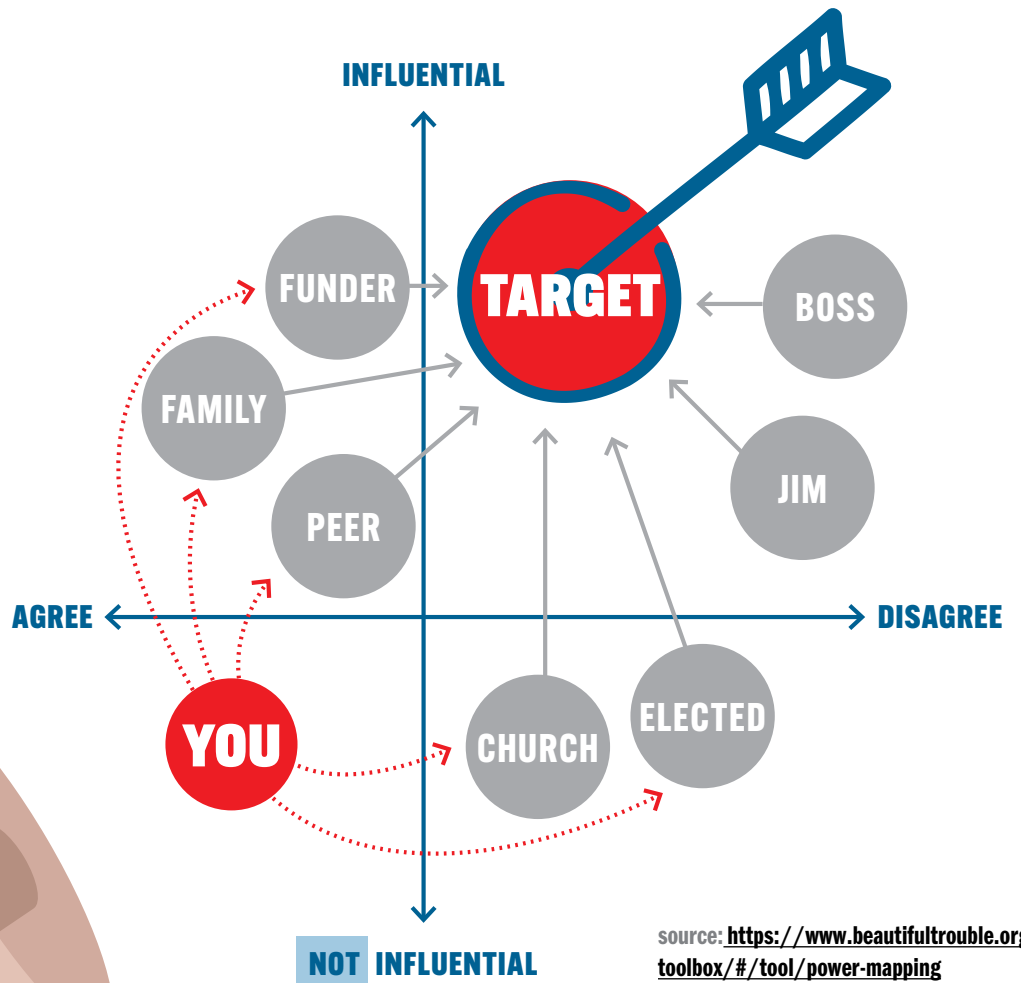 INFLUENTIAL
FUNDER
TARGET
BOSS
FAMILY
JIM
PEER
AGREE
DISAGREE
YOU
CHURCH
ELECTED
NOT INFLUENTIAL
source: https://www.beautifultrouble.org
toolbox/#/tool/power-mapping